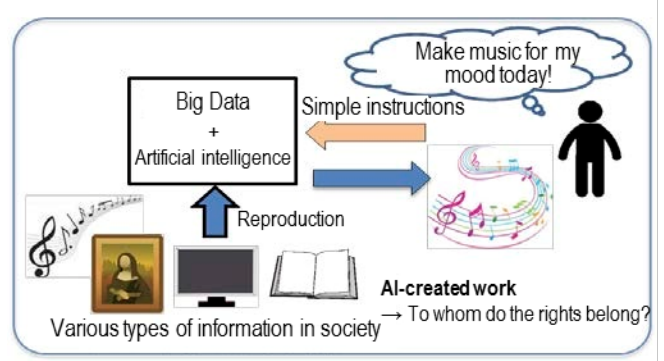 Make music for my
mood today!
Big Data
+
Artificial intelligence
Simple instructions
Reproduction
AI-created work
→ To whom do the rights belong?
Various types of information in society